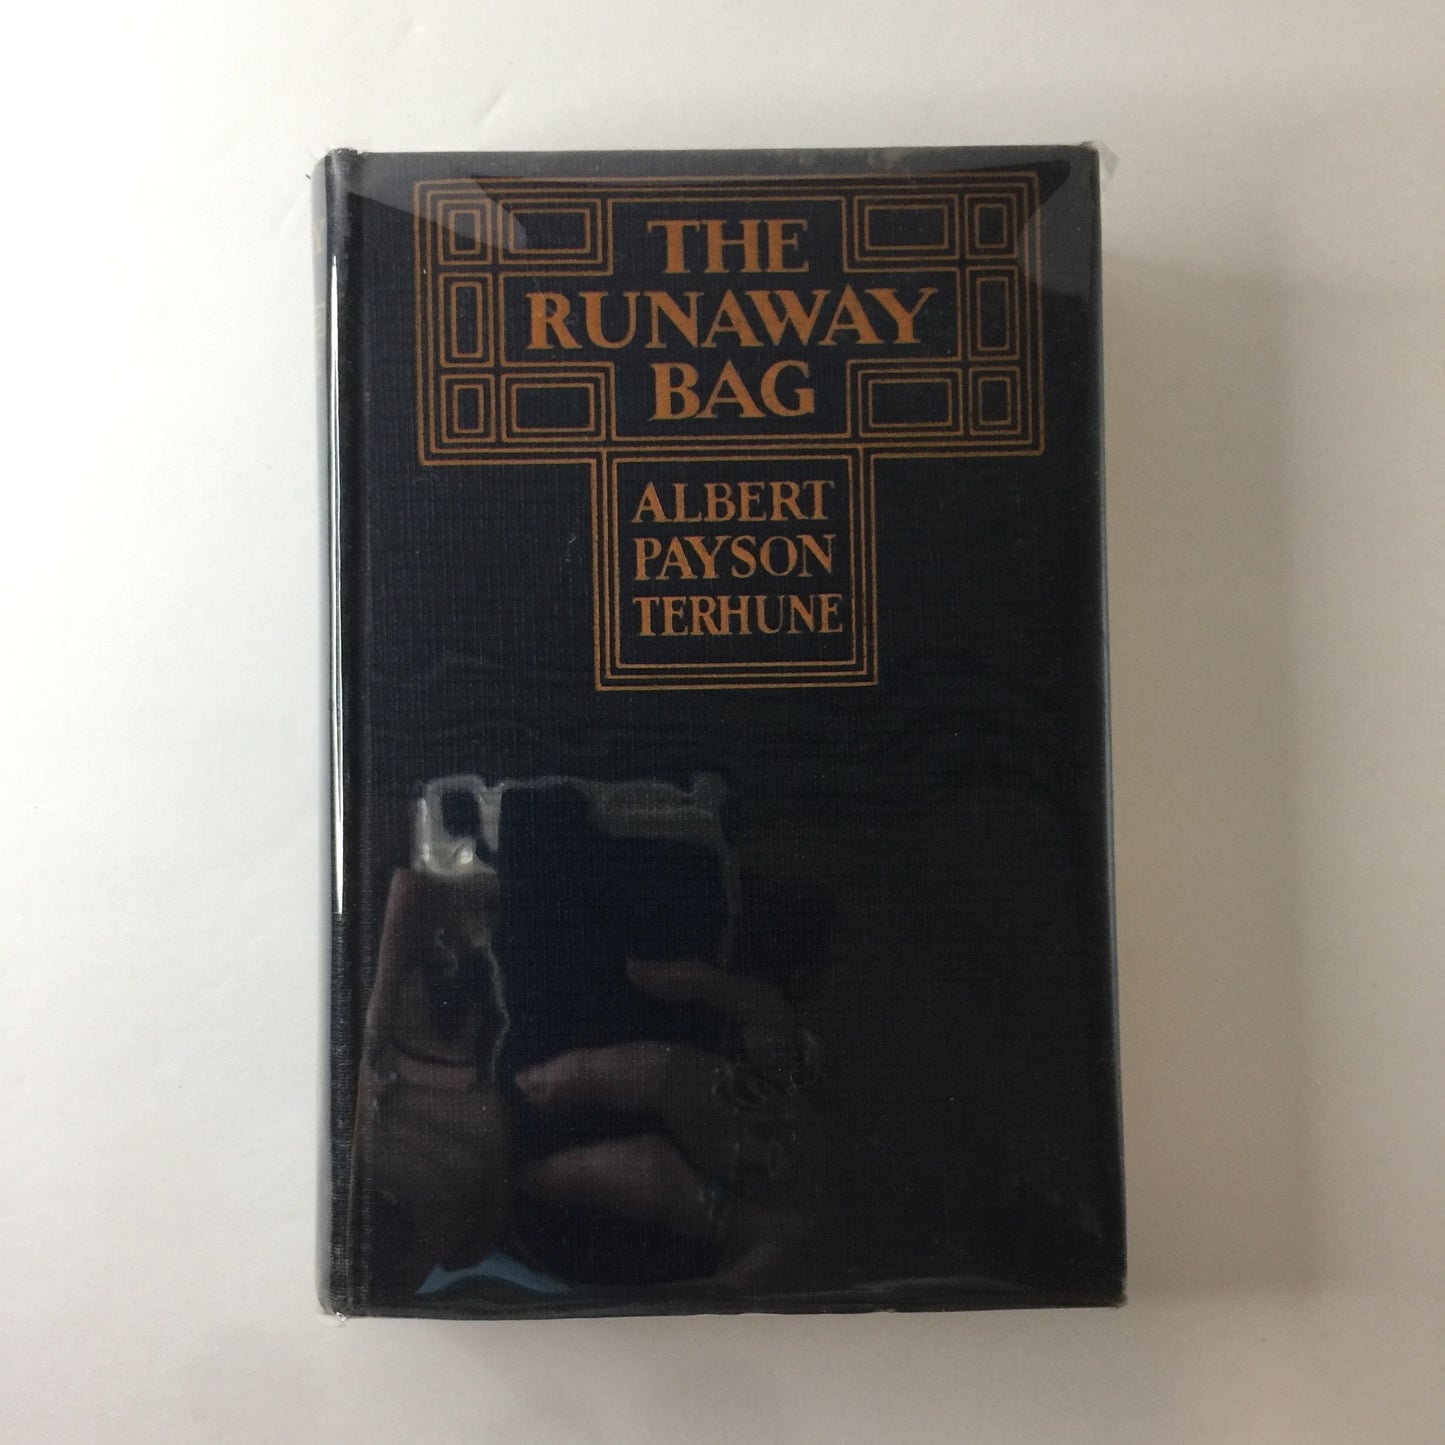 THE
RUNAWAY
BAG
ALBERT
PAYSON
TERHUNE